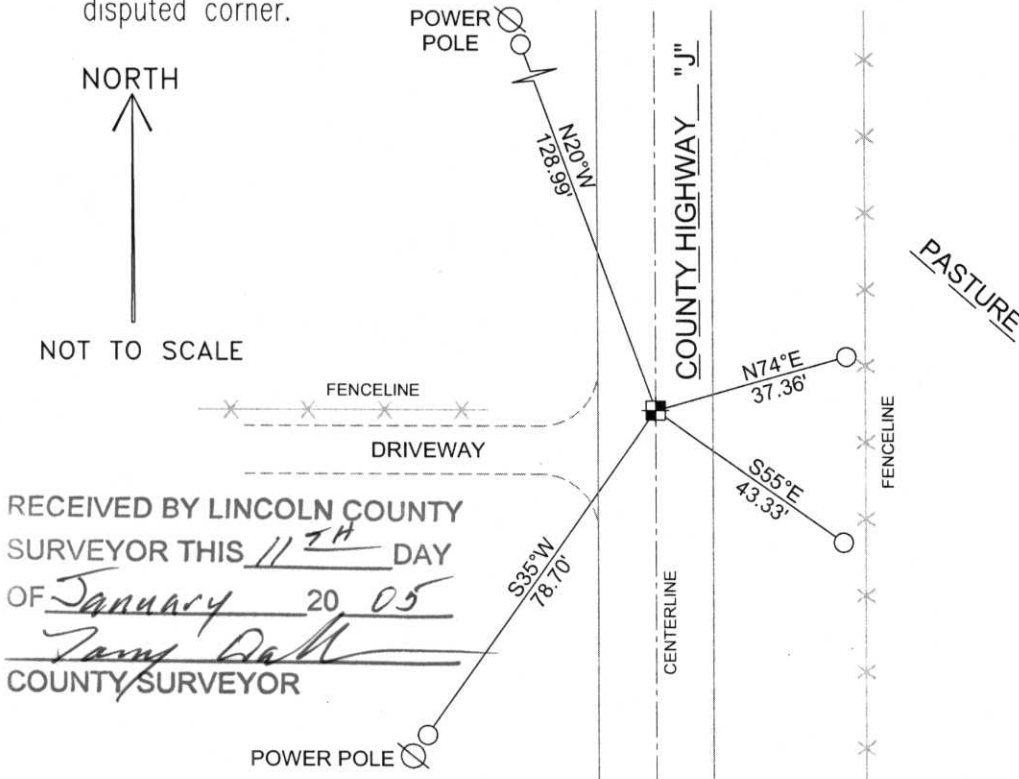 disputed corner.
POWER
POLE
NORTH
NOT TO SCALE
N20°W
128.99'
COUNTY HIGHWAY "J"
PASTURE
N74°E
37.36'
FENCELINE
DRIVEWAY
FENCELINE
S55°E
43.33'
S35°W
78.70'
CENTERLINE
RECEIVED BY LINCOLN COUNTY
SURVEYOR THIS 11TH DAY
OF January 20 05
COUNTY SURVEYOR
POWER POLE